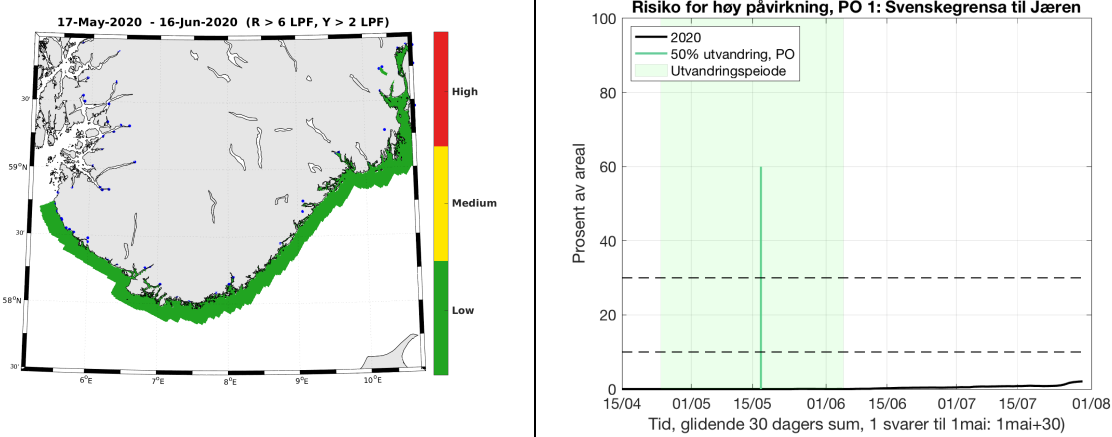 17-May-2020 - 16-Jun-2020 (R > 6 LPF, Y > 2 LPF)
30'
59°N
30'
58°N
30'
6°E
7°E
8°E
9°E
10°E
High
Medium
Low
Risiko for høy påvirkning, PO 1: Svenskegrensa til Jæren
2020
50% utvandring, PO
Utvandringspeiode
Prosent av areal
100
80
60
40
20
0
15/04
01/05
15/05
01/06
15/06
01/07
15/07
01/08
Tid, glidende 30 dagers sum, 1 svarer til 1mai: 1mai+30)